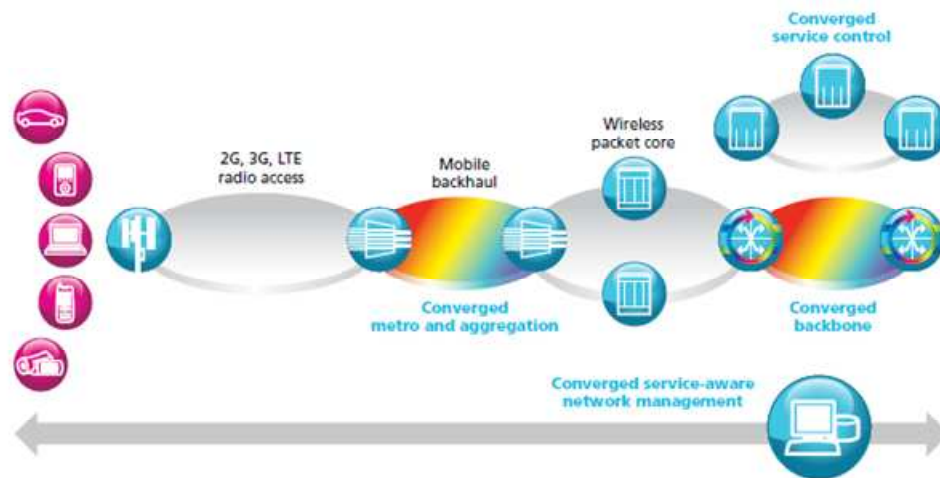 Converged
service control
Wireless
packet core
2G, 3G, LTE
radio access
Mobile
backhaul
Converged
metro and aggregation
Converged
backbone
Converged service-aware
network management